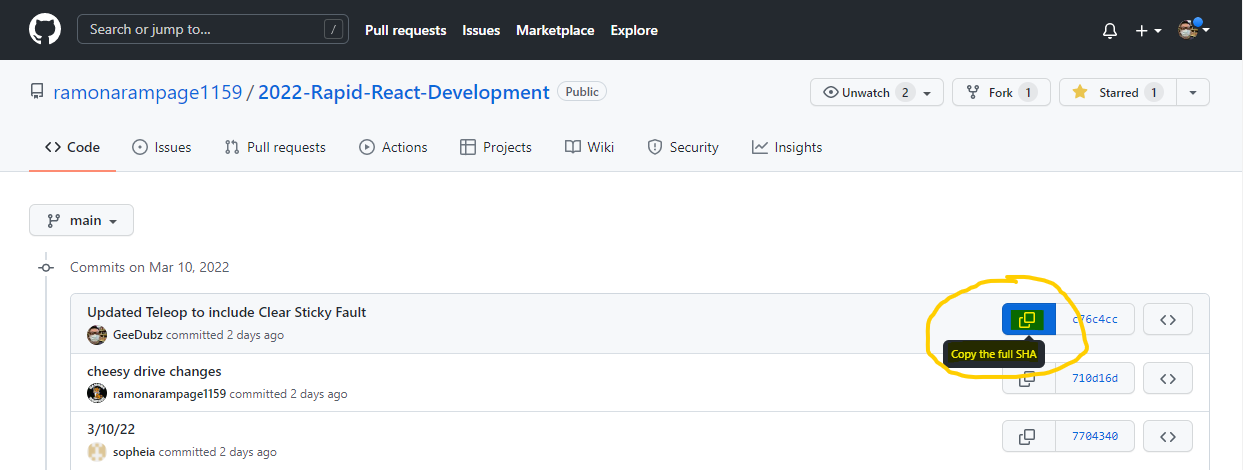 Search or jump to... / Pull requests Issues Marketplace Explore
ramonarampage1159 / 2022-Rapid-React-Development Public Unwatch 2 Fork 1 Starred 1
Code Issues Pull requests Actions Projects Wiki Security Insights
main
Commits on Mar 10, 2022
Updated Teleop to include Clear Sticky Fault
GeeDubz committed 2 days ago
c76c4cc
Copy the full SHA
cheesy drive changes
ramonarampage1159 committed 2 days ago
710d16d
3/10/22
sopheia committed 2 days ago
7704340